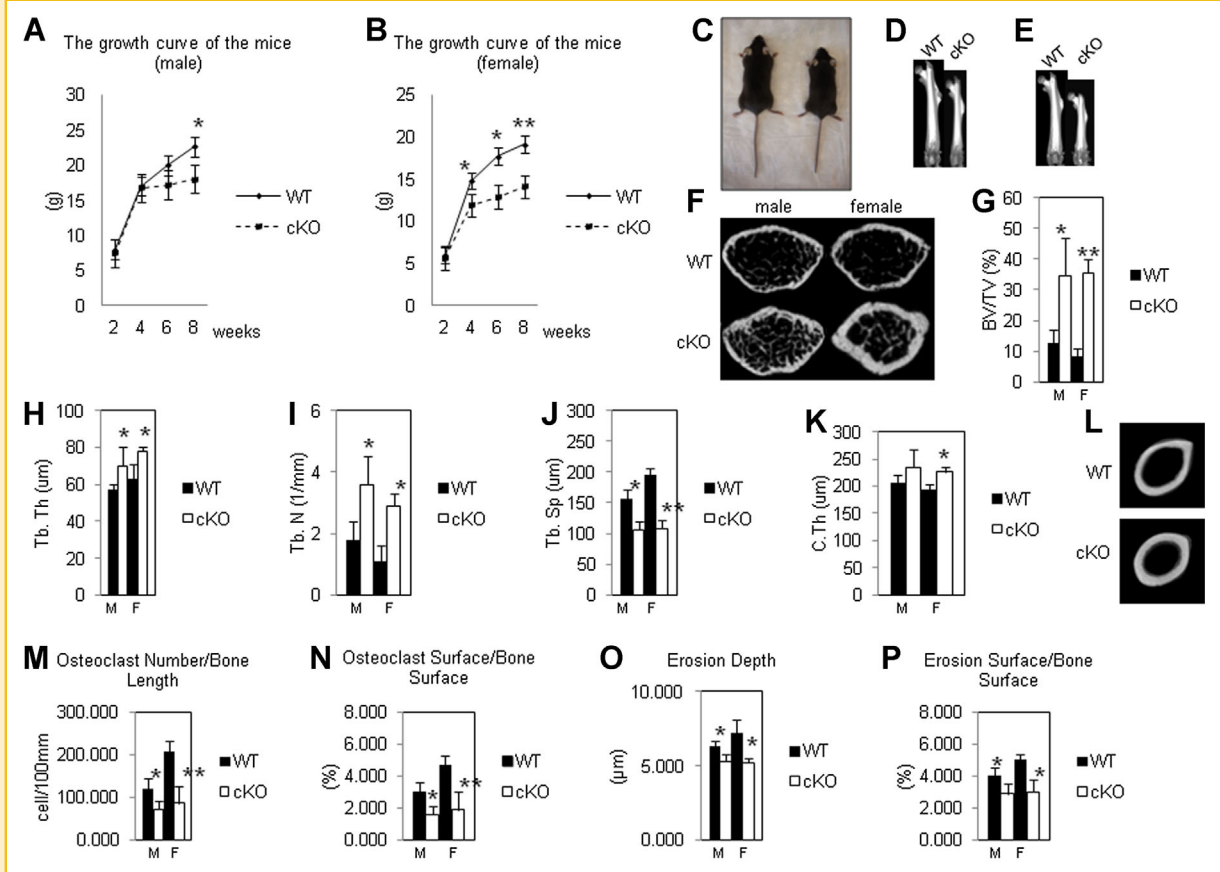 A
The growth curve of the mice
(male)
30
25
20
15
10
5
0
(g)
*
WT
cKO
2 4 6 8 weeks
B
The growth curve of the mice
(female)
25
20
15
10
5
0
(g)
* * **
WT
cKO
2 4 6 8 weeks
C
D
WT cKO
E
WT cKO
F
male female
WT
cKO
G
60
50
40
30
20
10
0
BV/TV (%)
* **
WT
cKO
M F
H
100
80
60
40
20
0
Tb. Th (um)
* *
WT
cKO
M F
I
6
4
2
0
Tb. N (1/mm)
* *
WT
cKO
M F
J
300
250
200
150
100
50
0
Tb. Sp (um)
* **
WT
cKO
M F
K
300
250
200
150
100
50
0
C.Th (um)
*
WT
cKO
M F
L
WT
cKO
M Osteoclast Number/Bone
Length
300.000
200.000
100.000
0.000
cell/100mm
* **
WT
cKO
M F
N Osteoclast Surface/Bone
Surface
8.000
6.000
4.000
2.000
0.000
(%)
* **
WT
cKO
M F
O Erosion Depth
10.000
5.000
0.000
(µm)
* *
WT
cKO
M F
P Erosion Surface/Bone
Surface
8.000
6.000
4.000
2.000
0.000
(%)
* *
WT
cKO
M F